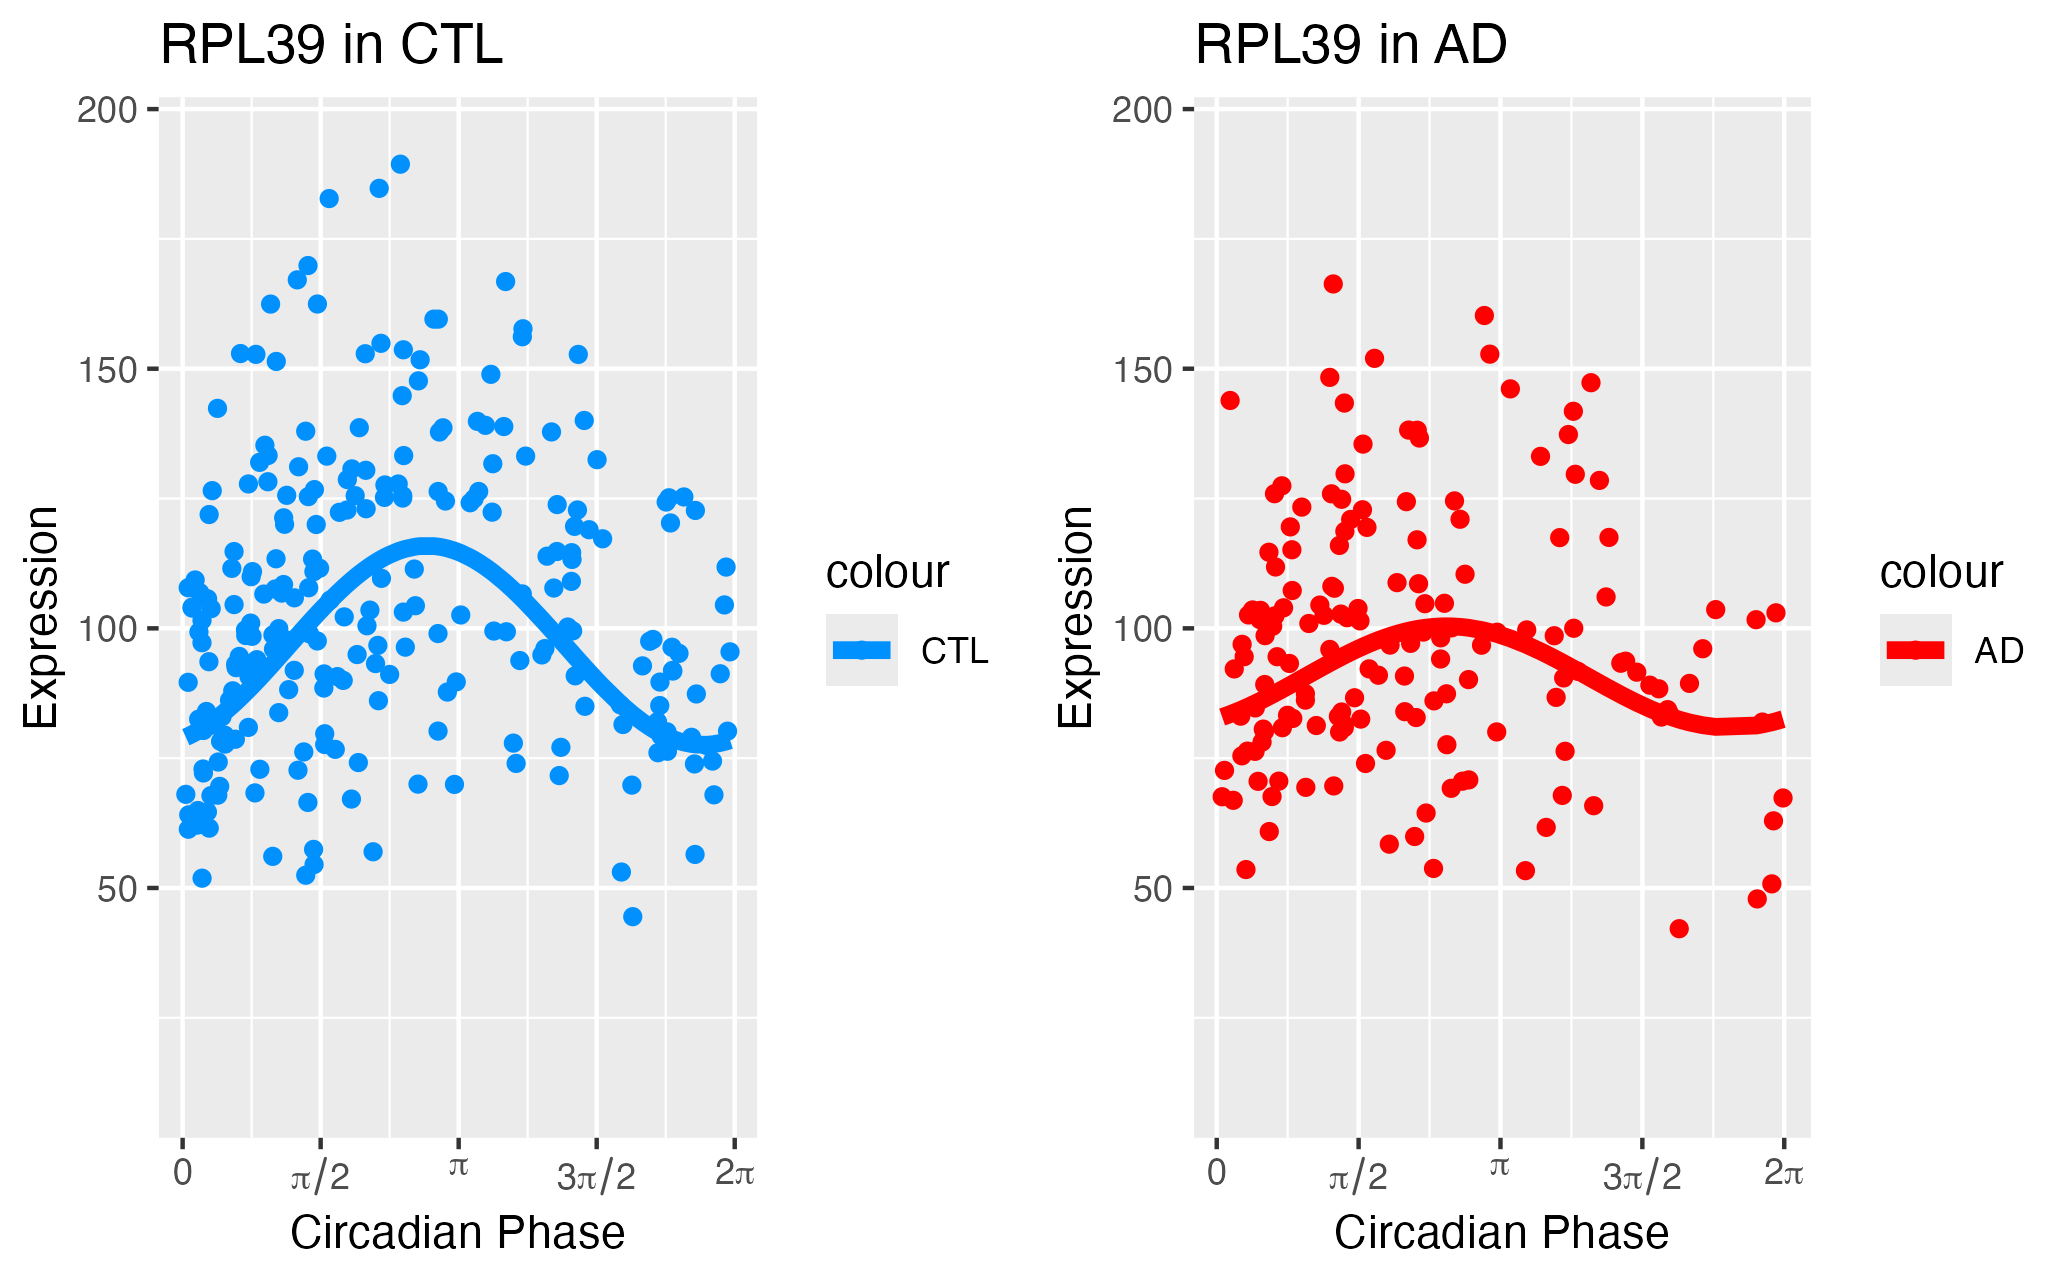 RPL39 in CTL
200
150
100
50
Expression
0
π/2
π
3π/2
2π
Circadian Phase
colour
CTL
RPL39 in AD
200
150
100
50
Expression
0
π/2
π
3π/2
2π
Circadian Phase
colour
AD